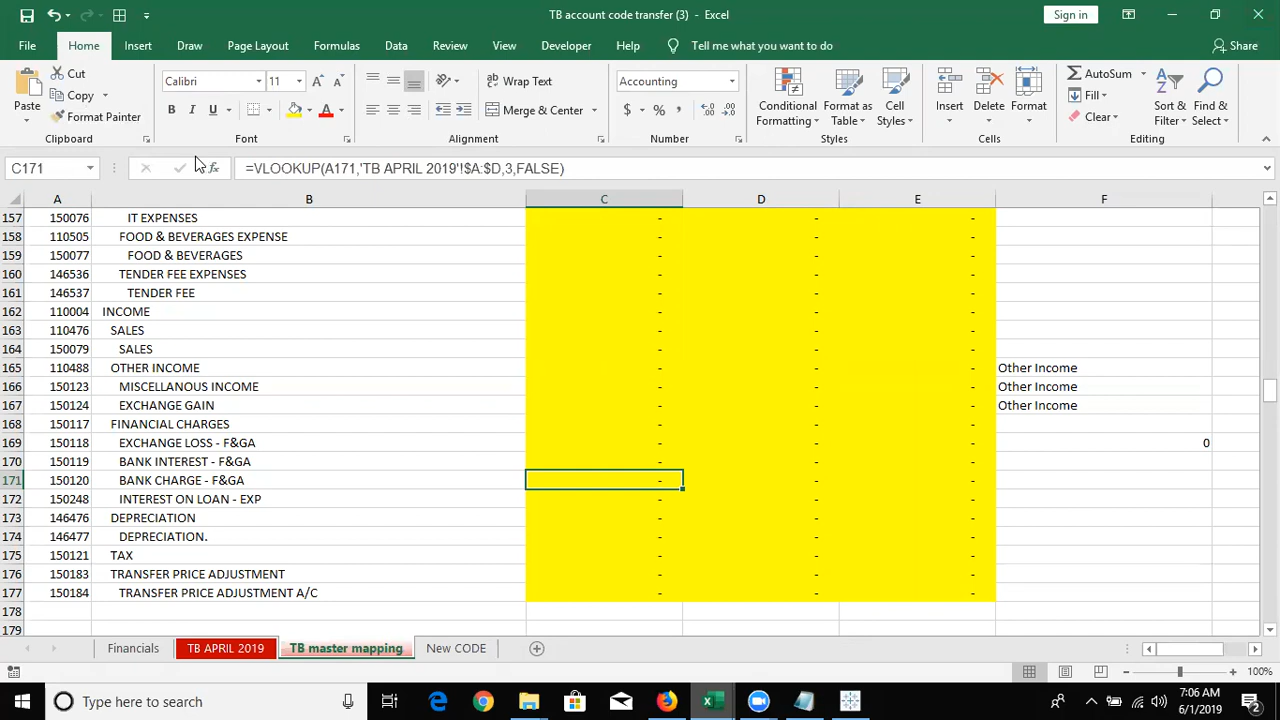 TB account code transfer (3) - Excel
Sign in
File Home Insert Draw Page Layout Formulas Data Review View Developer Help Tell me what you want to do Share
Paste Cut Copy Format Painter Clipboard
Calibri 11 A A B I U A Font
ab Wrap Text Merge & Center Alignment
Accounting $ % , Number
Conditional Formatting Format as Table Cell Styles Styles
Insert Delete Format Cells
AutoSum Fill Clear Sort & Filter Find & Select Editing
C171 fx =VLOOKUP(A171,'TB APRIL 2019'!$A:$D,3,FALSE)
A B C D E F
157 150076 IT EXPENSES - - -
158 110505 FOOD & BEVERAGES EXPENSE - - -
159 150077 FOOD & BEVERAGES - - -
160 146536 TENDER FEE EXPENSES - - -
161 146537 TENDER FEE - - -
162 110004 INCOME - - -
163 110476 SALES - - -
164 150079 SALES - - -
165 110488 OTHER INCOME - - - Other Income
166 150123 MISCELLANOUS INCOME - - - Other Income
167 150124 EXCHANGE GAIN - - - Other Income
168 150117 FINANCIAL CHARGES - - -
169 150118 EXCHANGE LOSS - F&GA - - - 0
170 150119 BANK INTEREST - F&GA - - -
171 150120 BANK CHARGE - F&GA - - -
172 150248 INTEREST ON LOAN - EXP - - -
173 146476 DEPRECIATION - - -
174 146477 DEPRECIATION. - - -
175 150121 TAX - - -
176 150183 TRANSFER PRICE ADJUSTMENT - - -
177 150184 TRANSFER PRICE ADJUSTMENT A/C - - -
178
179
Financials TB APRIL 2019 TB master mapping New CODE
100%
Type here to search
7:06 AM
6/1/2019
2